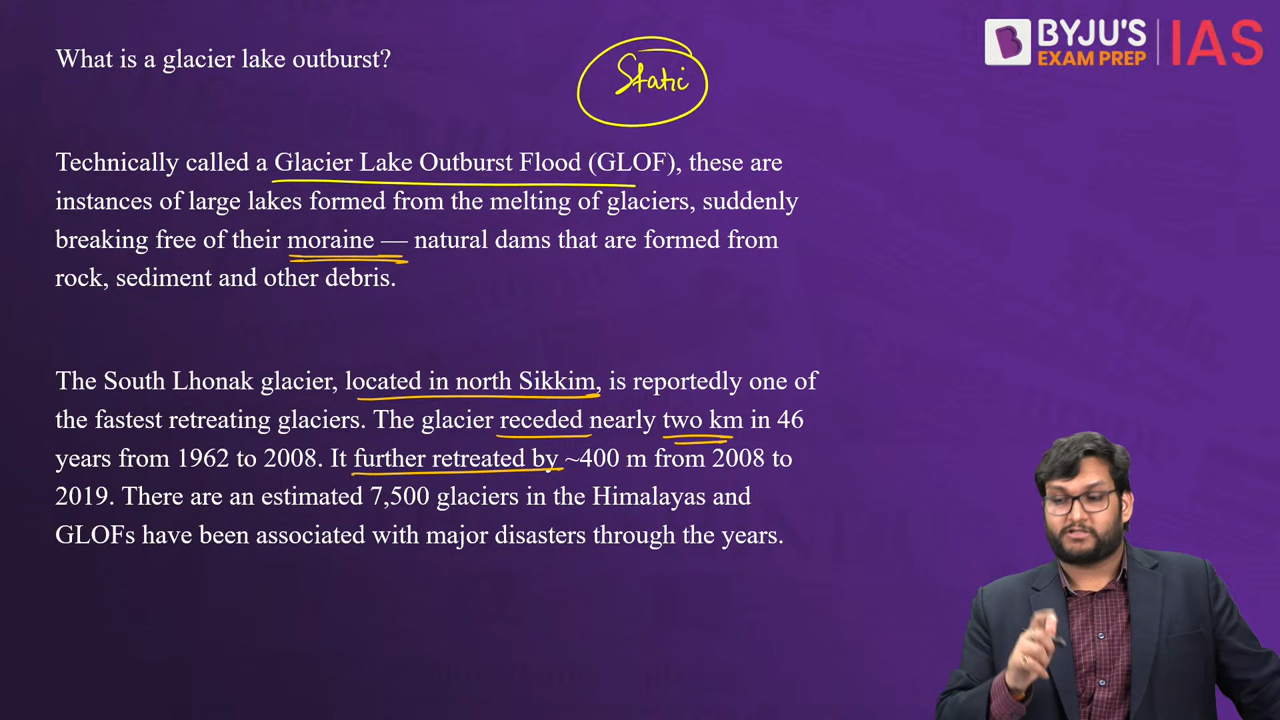 What is a glacier lake outburst?
Static
BYJU'S
EXAM PREP
IAS
Technically called a Glacier Lake Outburst Flood (GLOF), these are
instances of large lakes formed from the melting of glaciers, suddenly
breaking free of their moraine — natural dams that are formed from
rock, sediment and other debris.
The South Lhonak glacier, located in north Sikkim, is reportedly one of
the fastest retreating glaciers. The glacier receded nearly two km in 46
years from 1962 to 2008. It further retreated by ~400 m from 2008 to
2019. There are an estimated 7,500 glaciers in the Himalayas and
GLOFs have been associated with major disasters through the years.